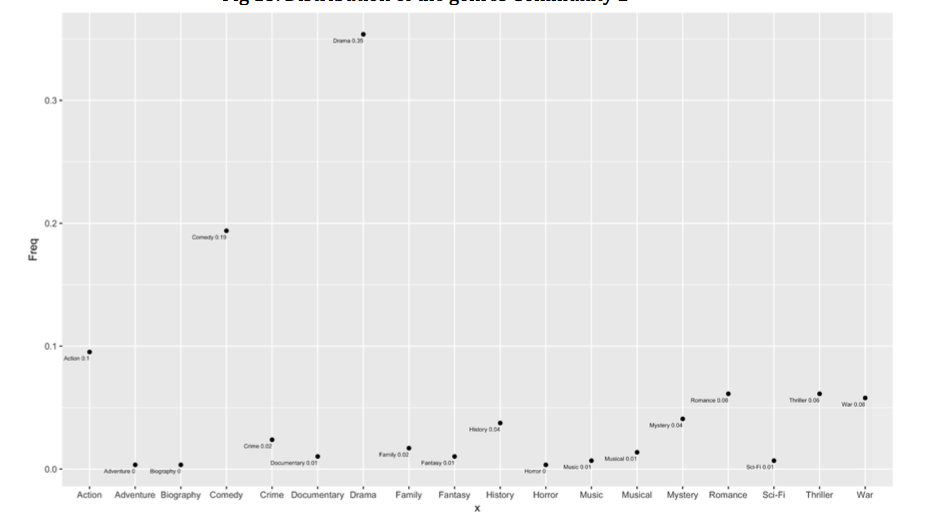 Drama 0.35
0.3
0.2
Comedy 0.19
Freq
0.1
Action 0.1
Romance 0.06
Thriller 0.06
War 0.06
Mystery 0.04
History 0.04
Crime 0.02
Family 0.02
Musical 0.01
Documentary 0.01
Fantasy 0.01
Music 0.01
Sci-Fi 0.01
0.0
Adventure 0
Biography 0
Horror 0
Action Adventure Biography Comedy Crime Documentary Drama Family Fantasy History Horror Music Musical Mystery Romance Sci-Fi Thriller War
x